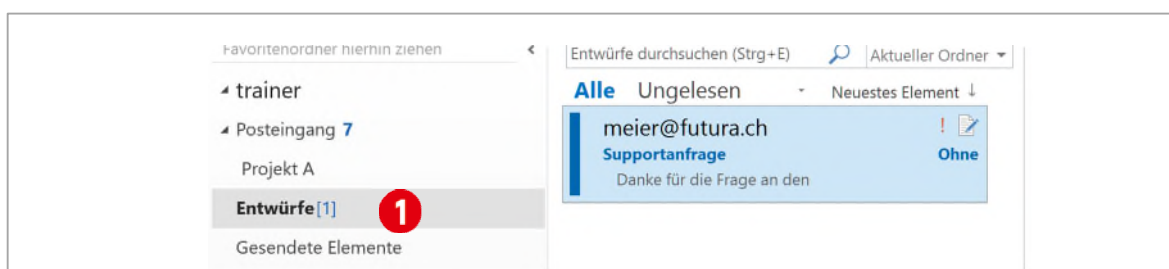 Favoritenordner hierhin ziehen
trainer
Posteingang 7
Projekt A
Entwürfe [1]
1
Gesendete Elemente
Entwürfe durchsuchen (Strg+E)
Aktueller Ordner
Alle Ungelesen Neuestes Element ↓
meier@futura.ch !
Supportanfrage Ohne
Danke für die Frage an den